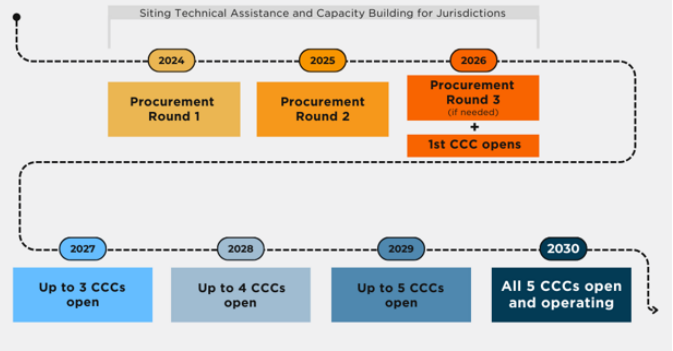 Siting Technical Assistance and Capacity Building for Jurisdictions
2024
2025
2026
Procurement
Round 1
Procurement
Round 2
Procurement
Round 3
(if needed)
+
1st CCC opens
2027
2028
2029
2030
Up to 3 CCCs
open
Up to 4 CCCs
open
Up to 5 CCCs
open
All 5 CCCs open
and operating